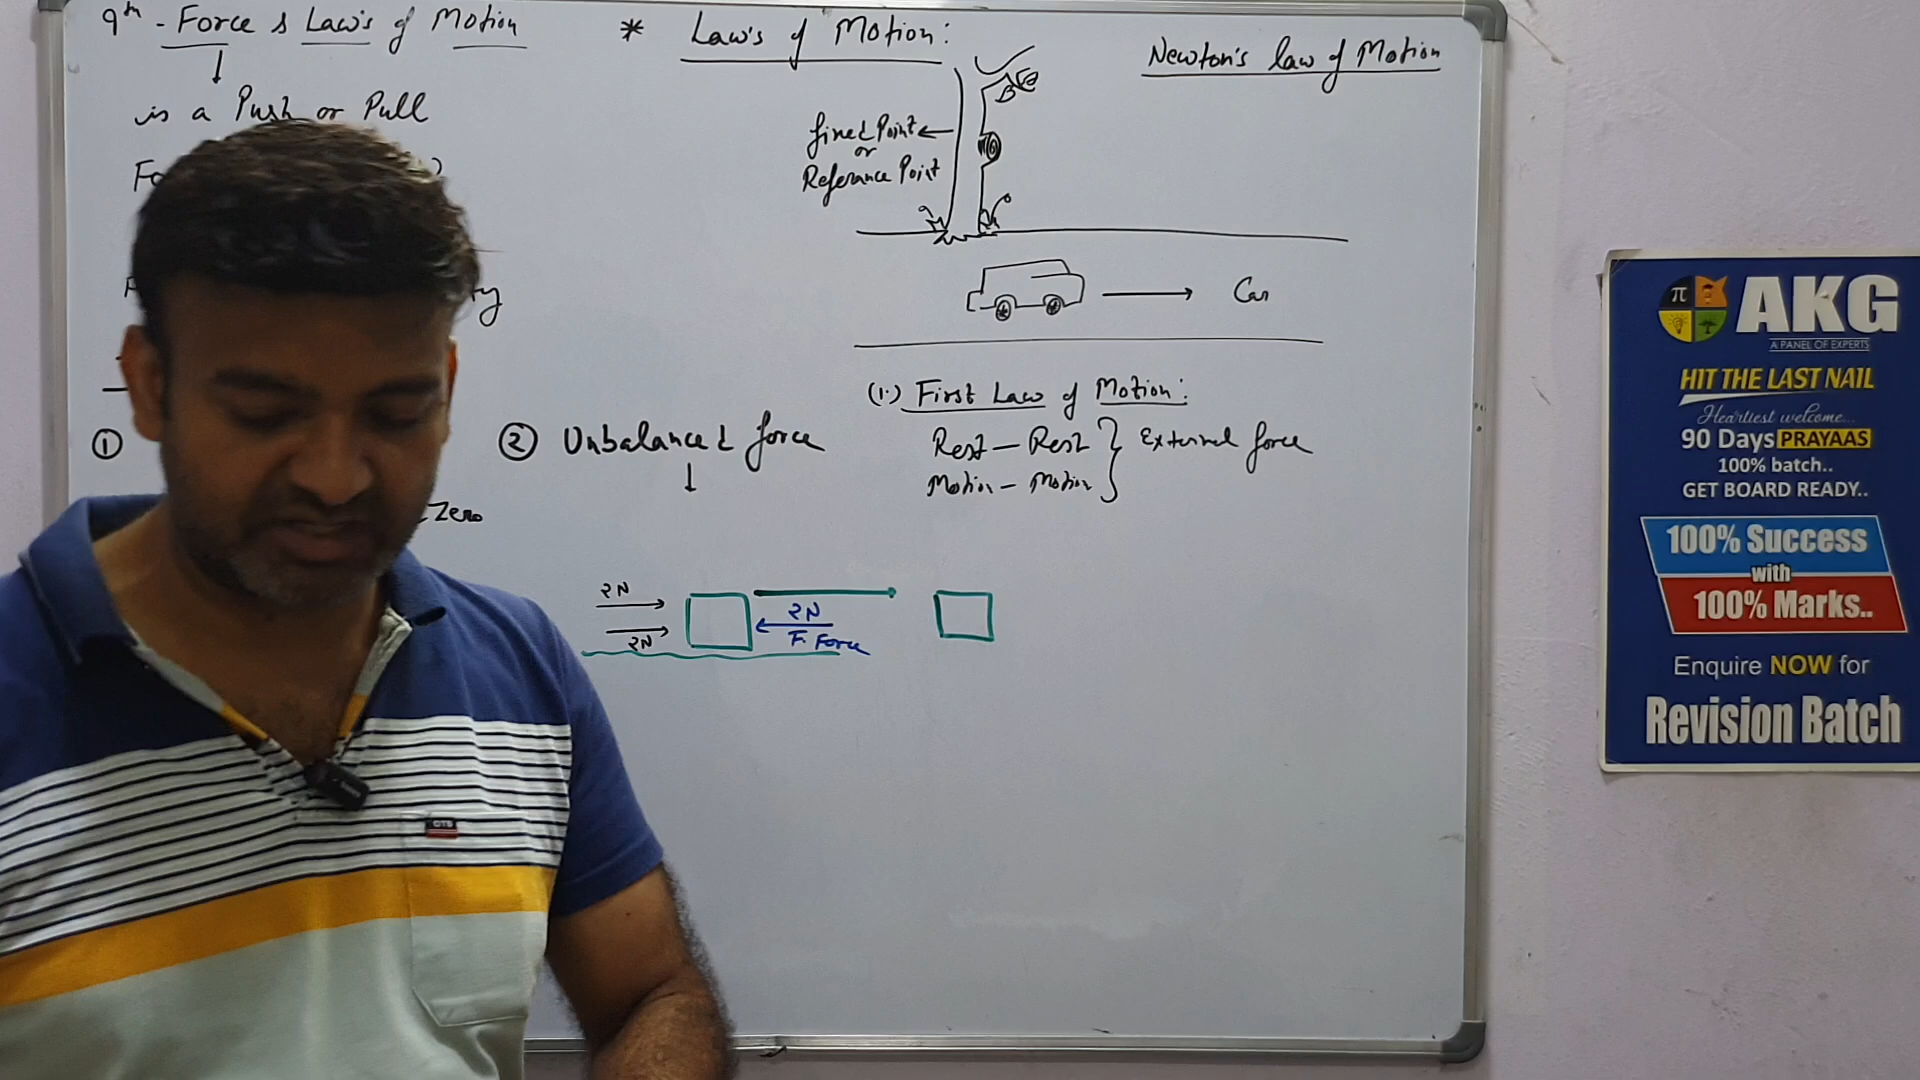 9th - Force & Law's of Motion
is a Push or Pull
① 
Zero
② Unbalanced force
2N
2N
2N
F. Force
* Law's of Motion:
fixed Point
or
Referance Point
Car
(1.) First Law of Motion:
Rest – Rest } External force
Motion – Motion
Newton's law of Motion
π
AKG
A PANEL OF EXPERTS
HIT THE LAST NAIL
Heartiest welcome...
90 Days PRAYAAS
100% batch..
GET BOARD READY..
100% Success
with
100% Marks..
Enquire NOW for
Revision Batch